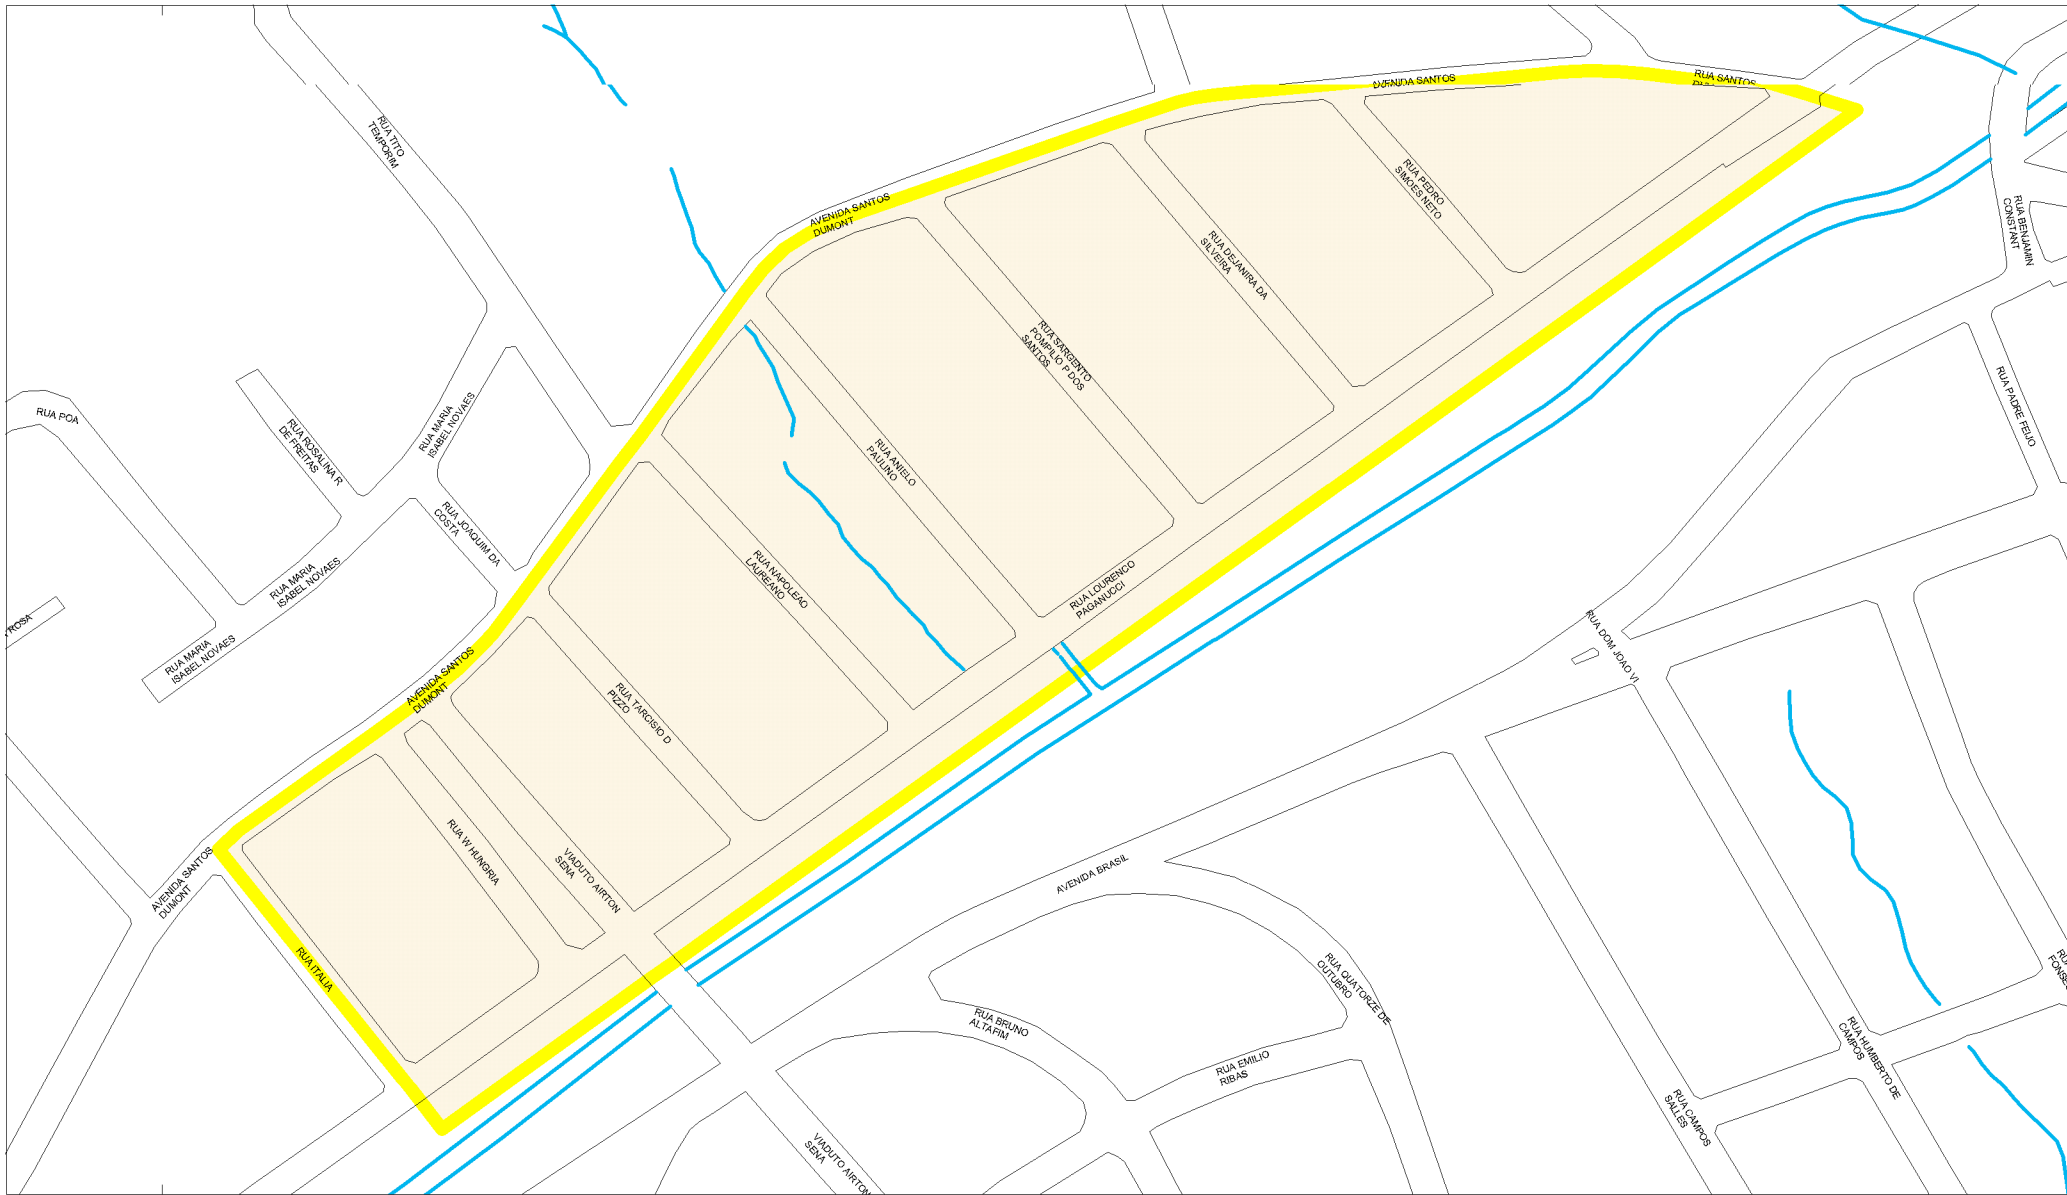 AVENIDA SANTOS
RUA SANTOS
RUA TITO
TEMPORIM
RUA PEDRO
SIMOES NETO
AVENIDA SANTOS
DUMONT
RUA BENJAMIN
CONSTANT
RUA DEJANIRA DA
SILVEIRA
RUA SARGENTO
POMPILIO P DOS
SANTOS
RUA PADRE FEIJO
RUA POA
RUA ROSALINA R
DE FREITAS
RUA MARIA
ISABEL NOVAES
RUA ANIELO
PAULINO
RUA JOAQUIM DA
COSTA
RUA NAPOLEAO
LAUREANO
RUA MARIA
ISABEL NOVAES
RUA LOURENCO
PAGANUCCI
ROSA
RUA MARIA
ISABEL NOVAES
RUA DOM JOAO VI
AVENIDA SANTOS
DUMONT
RUA TARCISIO D
PIZZO
RUA W HUNGRIA
VIADUTO AIRTON
SENA
AVENIDA SANTOS
DUMONT
AVENIDA BRASIL
RUA ITALIA
RUA QUATORZE DE
OUTUBRO
RUA BRUNO
ALTAFIM
RUA EMILIO
RIBAS
RUA HUMBERTO DE
CAMPOS
RUA CAMPOS
SALLES
VIADUTO AIRTON
SENA